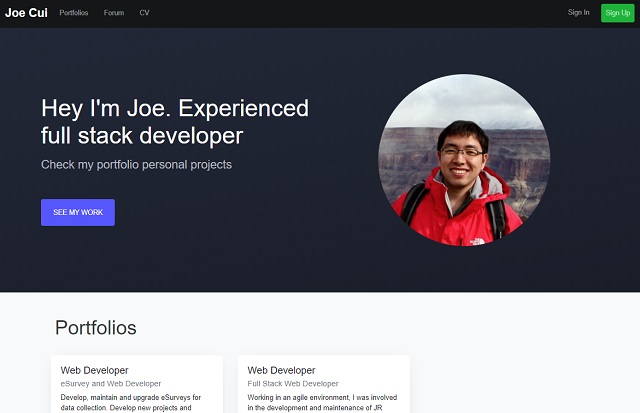 Joe Cui Portfolios Forum CV Sign In Sign Up
Hey I'm Joe. Experienced
full stack developer
Check my portfolio personal projects
SEE MY WORK
Portfolios
Web Developer
eSurvey and Web Developer
Develop, maintain and upgrade eSurveys for
data collection. Develop new projects and
Web Developer
Full Stack Web Developer
Working in an agile environment, I was involved
in the development and maintenance of JR